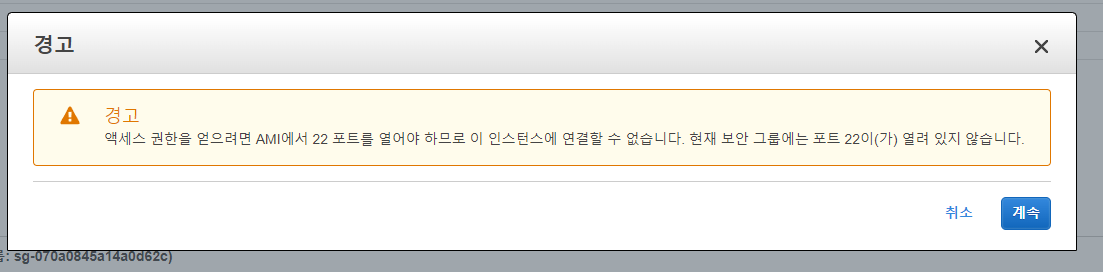 경고
경고
액세스 권한을 얻으려면 AMI에서 22 포트를 열어야 하므로 이 인스턴스에 연결할 수 없습니다. 현재 보안 그룹에는 포트 22이(가) 열려 있지 않습니다.
취소 계속
: sg-070a0845a14a0d62c)